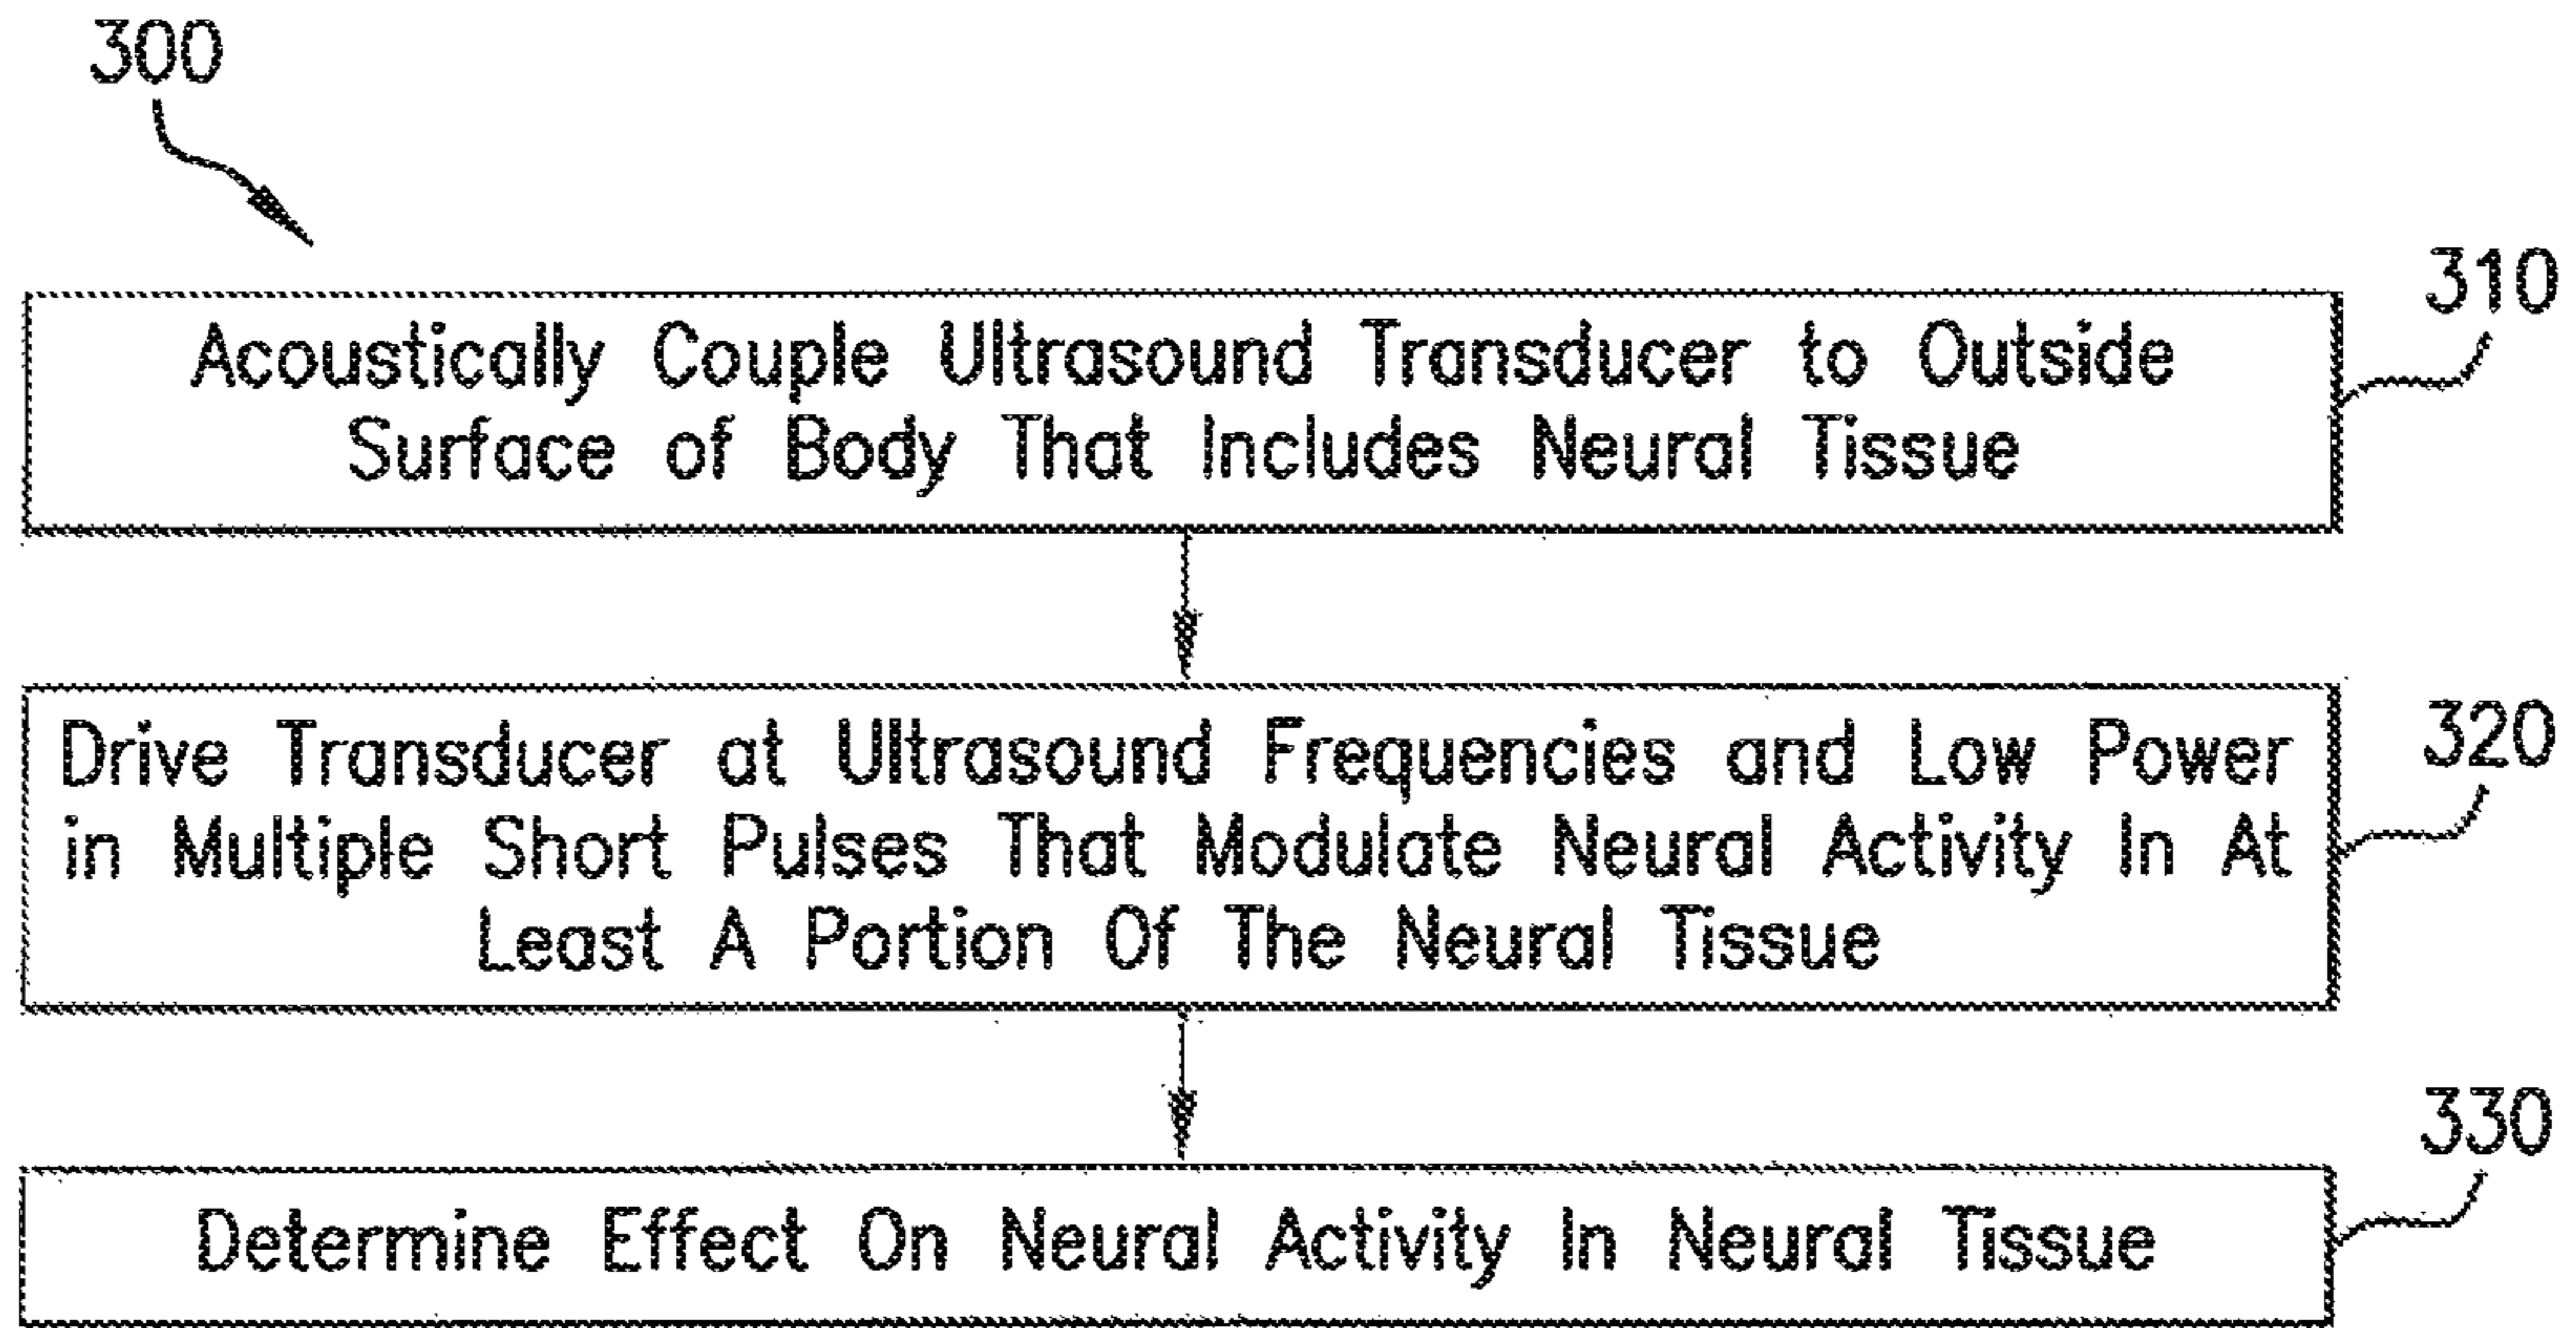 300
310
Acoustically Couple Ultrasound Transducer to Outside
Surface of Body That Includes Neural Tissue
320
Drive Transducer at Ultrasound Frequencies and Low Power
in Multiple Short Pulses That Modulate Neural Activity In At
Least A Portion Of The Neural Tissue
330
Determine Effect On Neural Activity In Neural Tissue